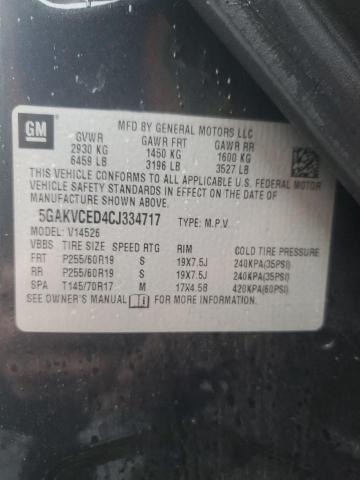 GM
MFD BY GENERAL MOTORS LLC
GVWR GAWR FRT GAWR RR
2930 KG 1450 KG 1600 KG
6459 LB 3196 LB 3527 LB
THIS VEHICLE CONFORMS TO ALL APPLICABLE U.S. FEDERAL MOTOR
VEHICLE SAFETY STANDARDS IN EFFECT ON THE DATE OF
MANUFACTURE SHOWN ABOVE.
5GAKVCED4CJ334717 TYPE: M.P.V.
MODEL: V14526
VBBS TIRE SIZE SPEED RTG RIM COLD TIRE PRESSURE
FRT P255/60R19 S 19X7.5J 240KPA(35PSI)
RR P255/60R19 S 19X7.5J 240KPA(35PSI)
SPA T145/70R17 M 17X4.5B 420KPA(60PSI)
SEE OWNER'S MANUAL FOR MORE INFORMATION.